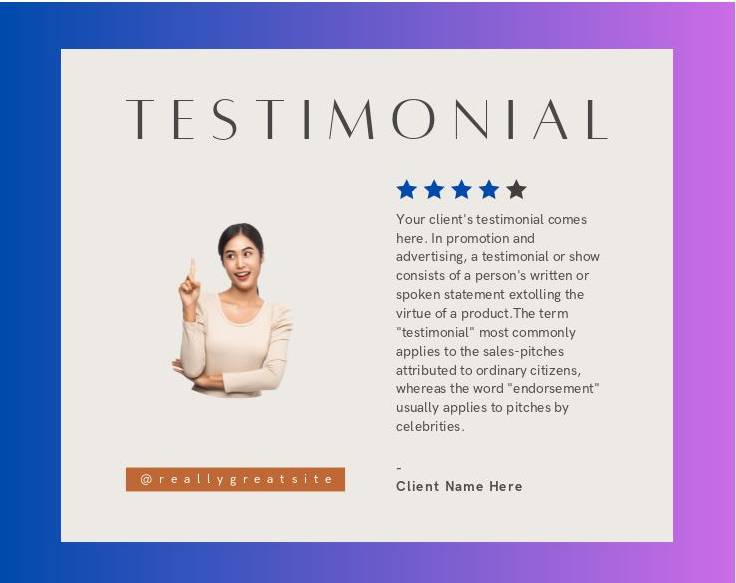 TESTIMONIAL
Your client's testimonial comes
here. In promotion and
advertising, a testimonial or show
consists of a person's written or
spoken statement extolling the
virtue of a product.The term
"testimonial" most commonly
applies to the sales-pitches
attributed to ordinary citizens,
whereas the word "endorsement"
usually applies to pitches by
celebrities.
-
Client Name Here
@reallygreatsite